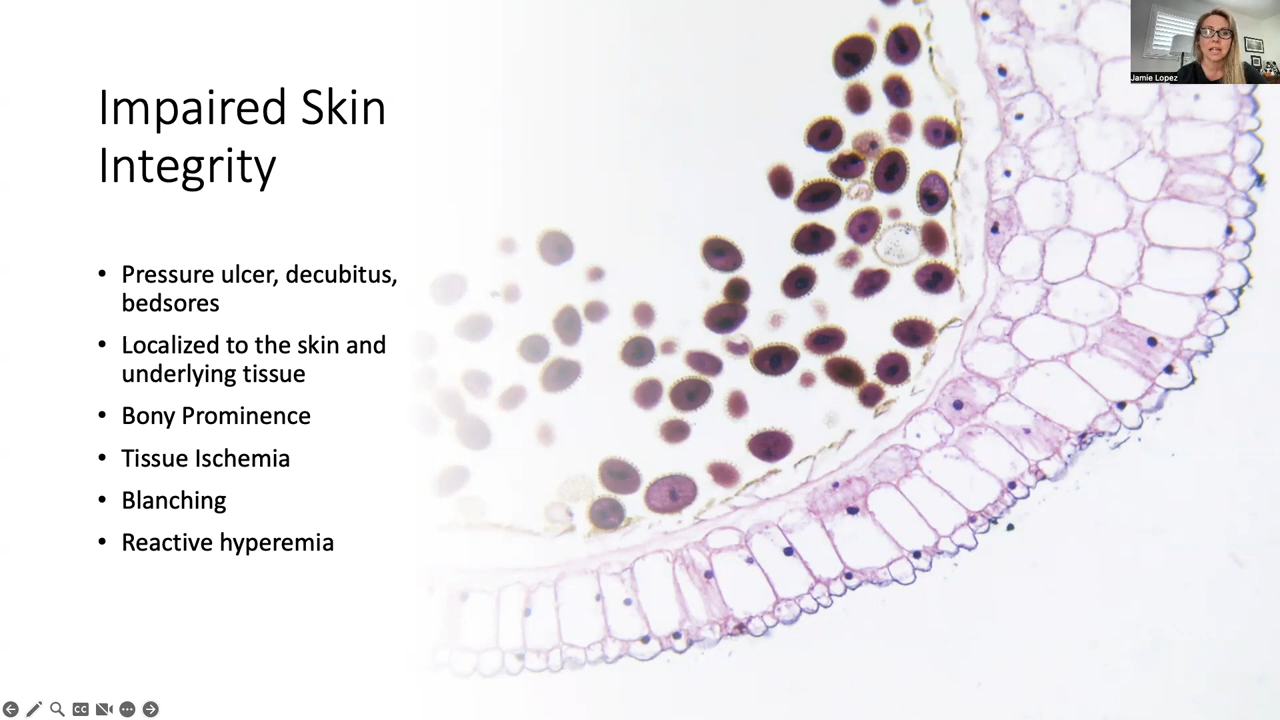 Impaired Skin
Integrity
• Pressure ulcer, decubitus,
bedsores
• Localized to the skin and
underlying tissue
• Bony Prominence
• Tissue Ischemia
• Blanching
• Reactive hyperemia
Jamie Lopez
CC